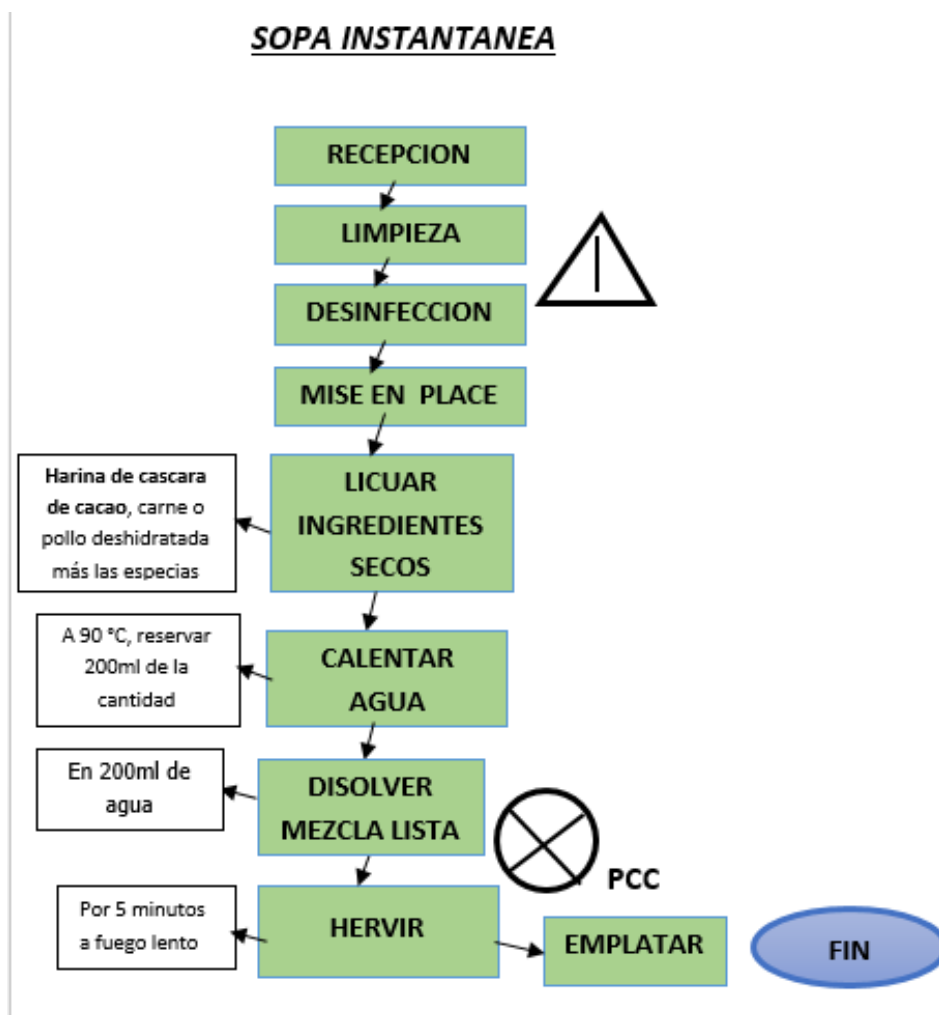 SOPA INSTANTANEA
RECEPCION
LIMPIEZA
DESINFECCION
MISE EN PLACE
LICUAR
INGREDIENTES
SECOS
Harina de cascara
de cacao, carne o
pollo deshidratada
más las especias
CALENTAR
AGUA
A 90 °C, reservar
200ml de la
cantidad
DISOLVER
MEZCLA LISTA
En 200ml de
agua
PCC
HERVIR
Por 5 minutos
a fuego lento
EMPLATAR
FIN